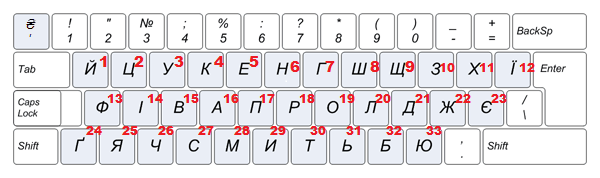 ₴ ! № ; % : ? * ( ) _ + BackSp
' 1 " 2 3 4 5 6 7 8 9 0 - =
Tab Й 1 Ц 2 У 3 К 4 Е 5 Н 6 Г 7 Ш 8 Щ 9 З 10 Х 11 Ї 12 Enter
Caps Lock Ф 13 І 14 В 15 А 16 П 17 Р 18 О 19 Л 20 Д 21 Ж 22 Є 23 / \
Shift Ґ 24 Я 25 Ч 26 С 27 М 28 И 29 Т 30 Ь 31 Б 32 Ю 33 , . Shift